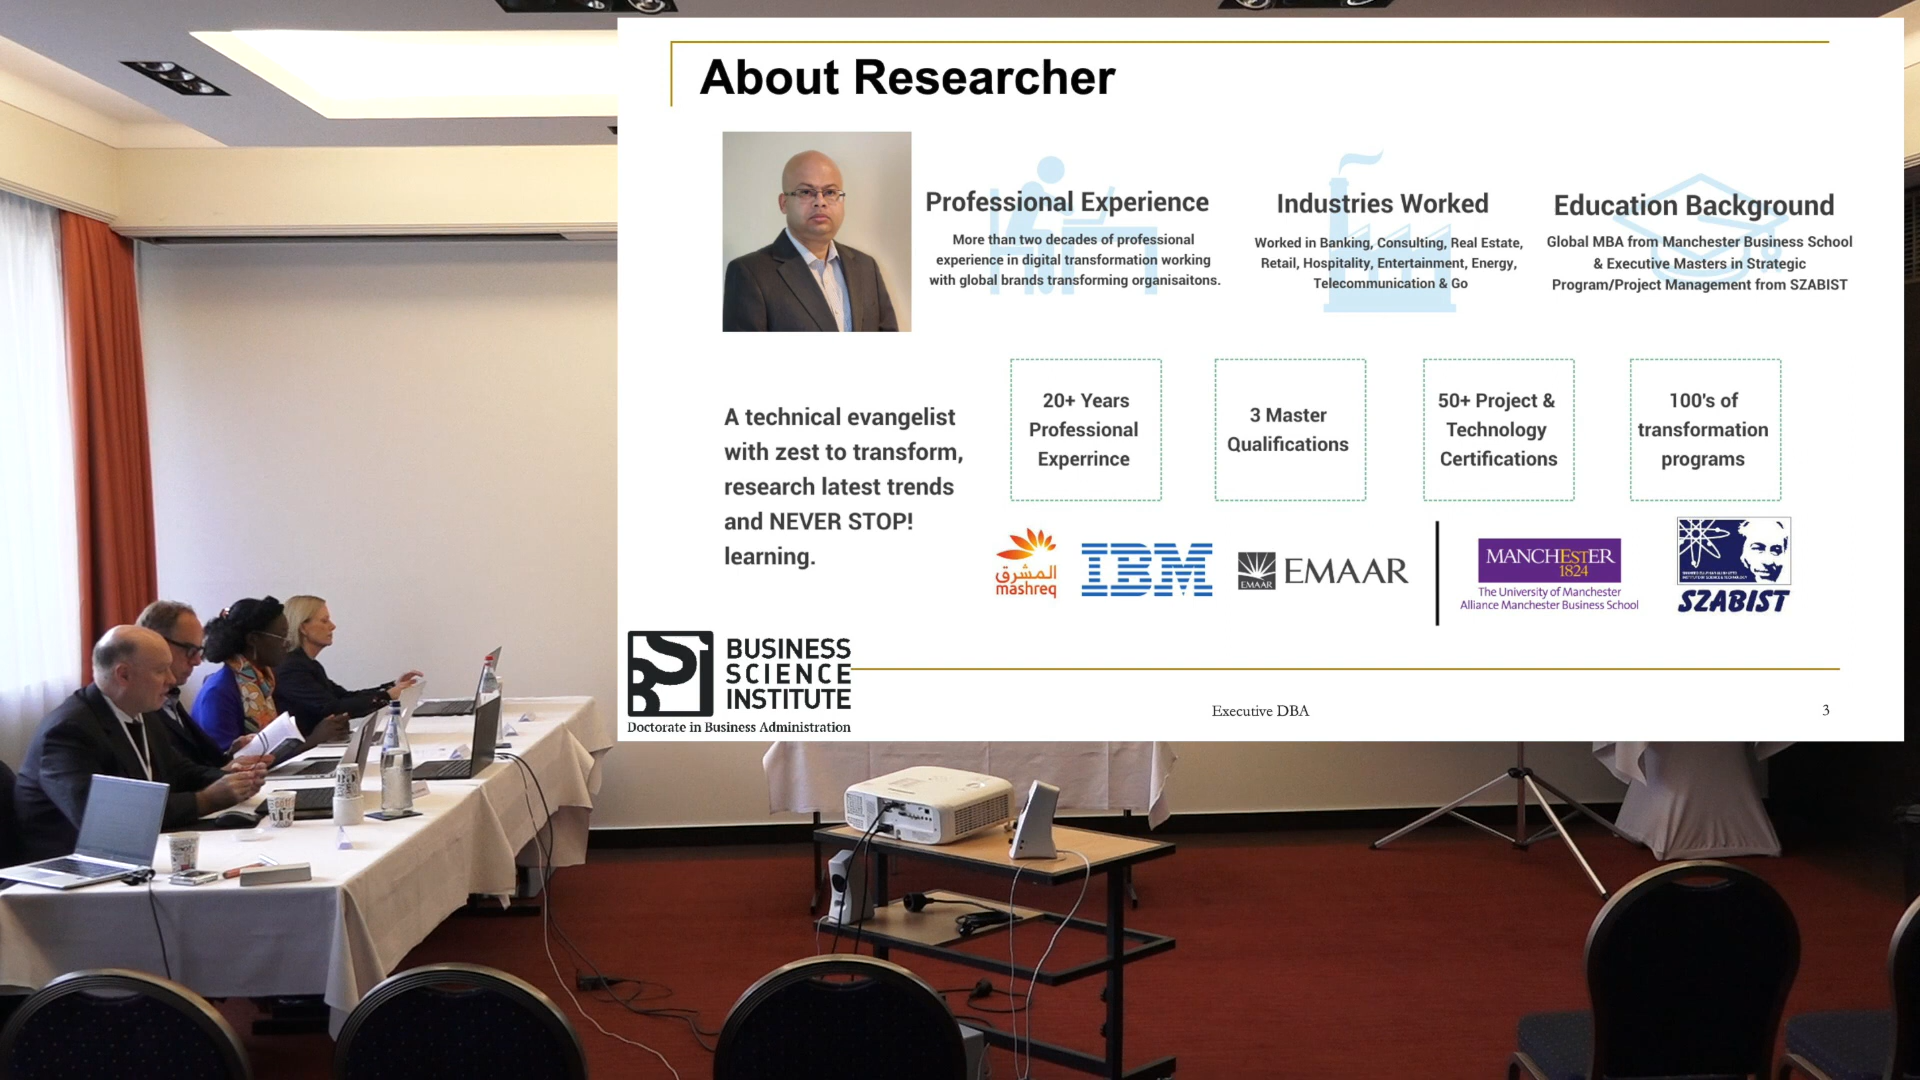 About Researcher
Professional Experience
More than two decades of professional
experience in digital transformation working
with global brands transforming organisaitons.
Industries Worked
Worked in Banking, Consulting, Real Estate,
Retail, Hospitality, Entertainment, Energy,
Telecommunication & Go
Education Background
Global MBA from Manchester Business School
& Executive Masters in Strategic
Program/Project Management from SZABIST
A technical evangelist
with zest to transform,
research latest trends
and NEVER STOP!
learning.
20+ Years
Professional
Experrince
3 Master
Qualifications
50+ Project &
Technology
Certifications
100's of
transformation
programs
المشرق
mashreq
IBM
EMAAR
EMAAR
MANCHESTER
1824
The University of Manchester
Alliance Manchester Business School
SZABIST
BUSINESS
SCIENCE
INSTITUTE
Doctorate in Business Administration
Executive DBA
3